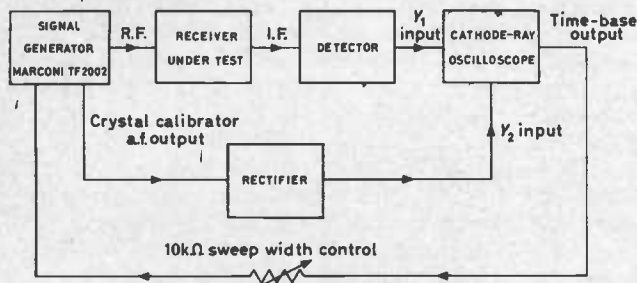 SIGNAL
GENERATOR
MARCONI TF2002
R.F.
RECEIVER
UNDER TEST
I.F.
DETECTOR
Y1
input
CATHODE-RAY
OSCILLOSCOPE
Time-base
output
Crystal calibrator
a.f. output
Y2 input
RECTIFIER
10kΩ sweep width control